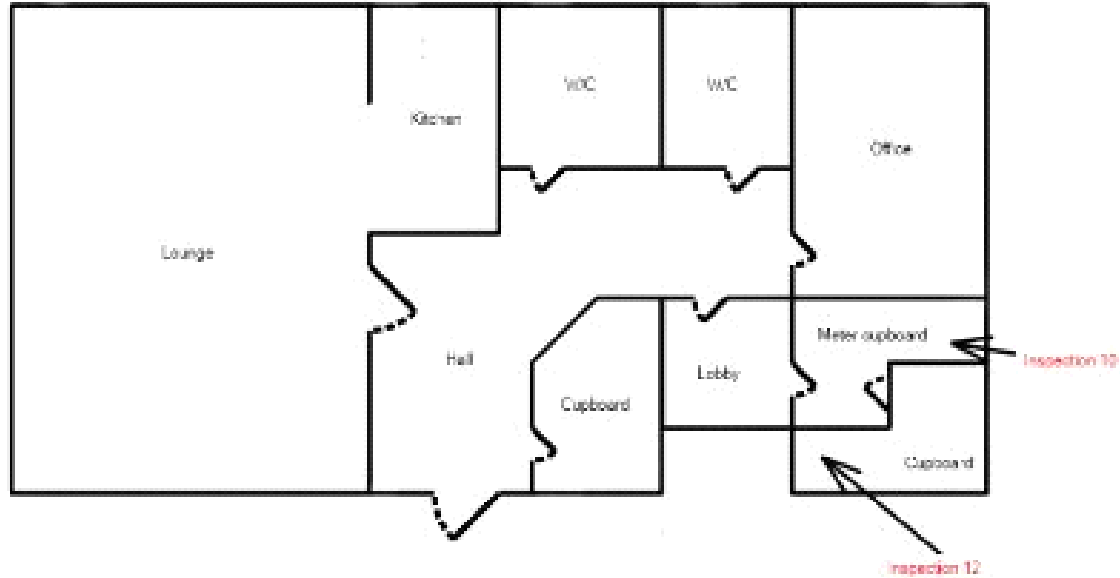 W/C
W/C
Kitchen
Office
Lounge
Meter cupboard
Hall
Lobby
Inspection 10
Cupboard
Cupboard
Inspection 12